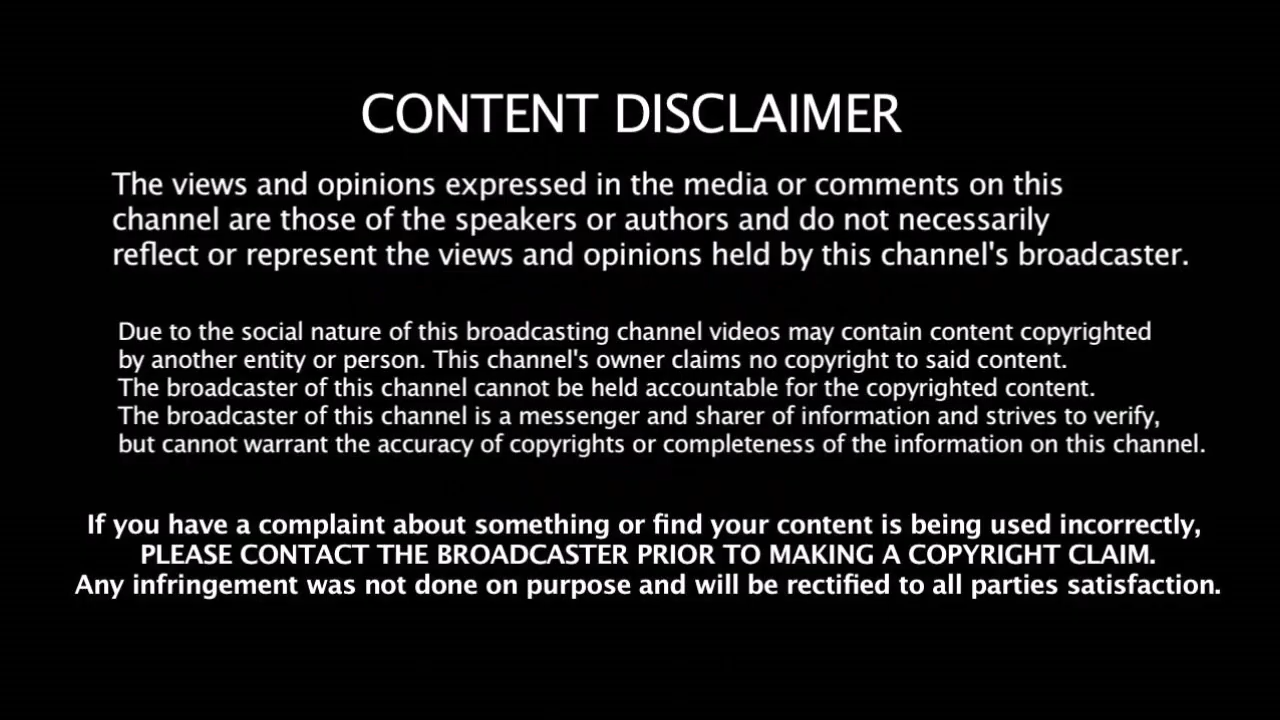 CONTENT DISCLAIMER
The views and opinions expressed in the media or comments on this
channel are those of the speakers or authors and do not necessarily
reflect or represent the views and opinions held by this channel's broadcaster.
Due to the social nature of this broadcasting channel videos may contain content copyrighted
by another entity or person. This channel's owner claims no copyright to said content.
The broadcaster of this channel cannot be held accountable for the copyrighted content.
The broadcaster of this channel is a messenger and sharer of information and strives to verify,
but cannot warrant the accuracy of copyrights or completeness of the information on this channel.
If you have a complaint about something or find your content is being used incorrectly,
PLEASE CONTACT THE BROADCASTER PRIOR TO MAKING A COPYRIGHT CLAIM.
Any infringement was not done on purpose and will be rectified to all parties satisfaction.